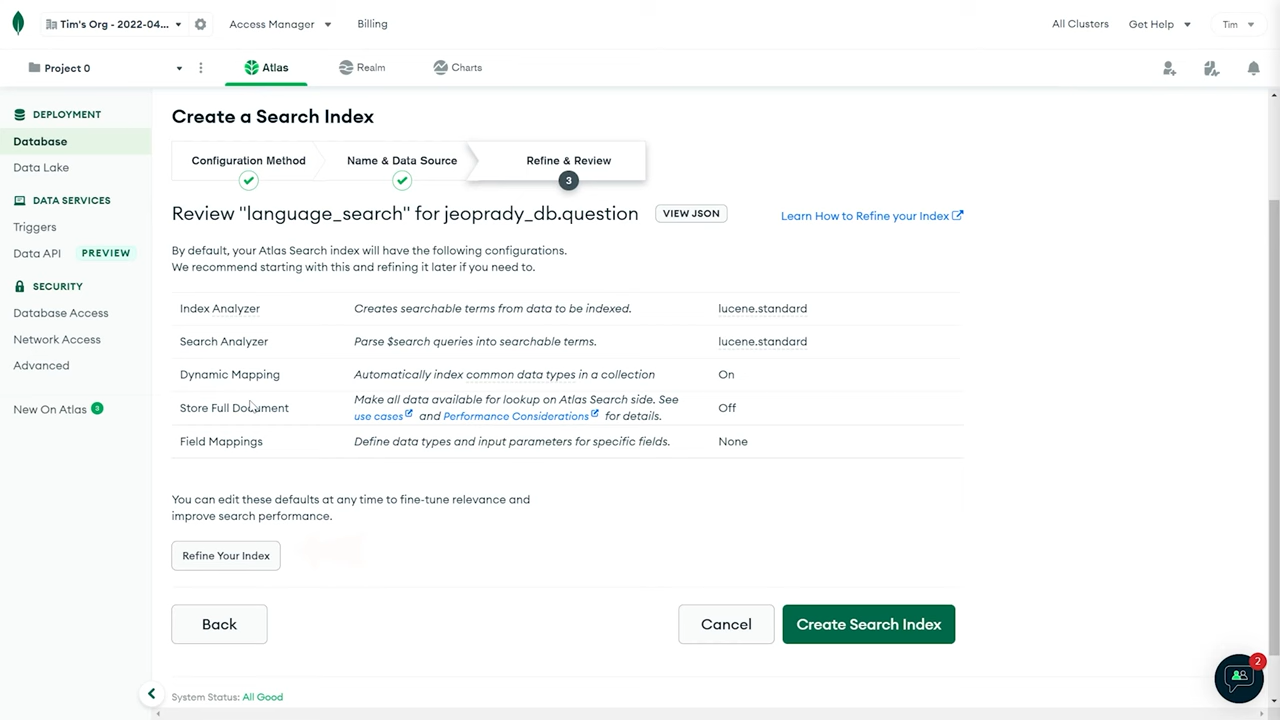 Tim's Org - 2022-04...
Access Manager
Billing
All Clusters
Get Help
Tim
Project 0
Atlas
Realm
Charts
DEPLOYMENT
Database
Data Lake
DATA SERVICES
Triggers
Data API PREVIEW
SECURITY
Database Access
Network Access
Advanced
New On Atlas 3
Create a Search Index
Configuration Method
Name & Data Source
Refine & Review
3
Review "language_search" for jeoprady_db.question VIEW JSON
Learn How to Refine your Index
By default, your Atlas Search index will have the following configurations.
We recommend starting with this and refining it later if you need to.
Index Analyzer Creates searchable terms from data to be indexed. lucene.standard
Search Analyzer Parse $search queries into searchable terms. lucene.standard
Dynamic Mapping Automatically index common data types in a collection On
Store Full Document Make all data available for lookup on Atlas Search side. See
use cases and Performance Considerations for details. Off
Field Mappings Define data types and input parameters for specific fields. None
You can edit these defaults at any time to fine-tune relevance and
improve search performance.
Refine Your Index
Back
Cancel
Create Search Index
2
System Status: All Good